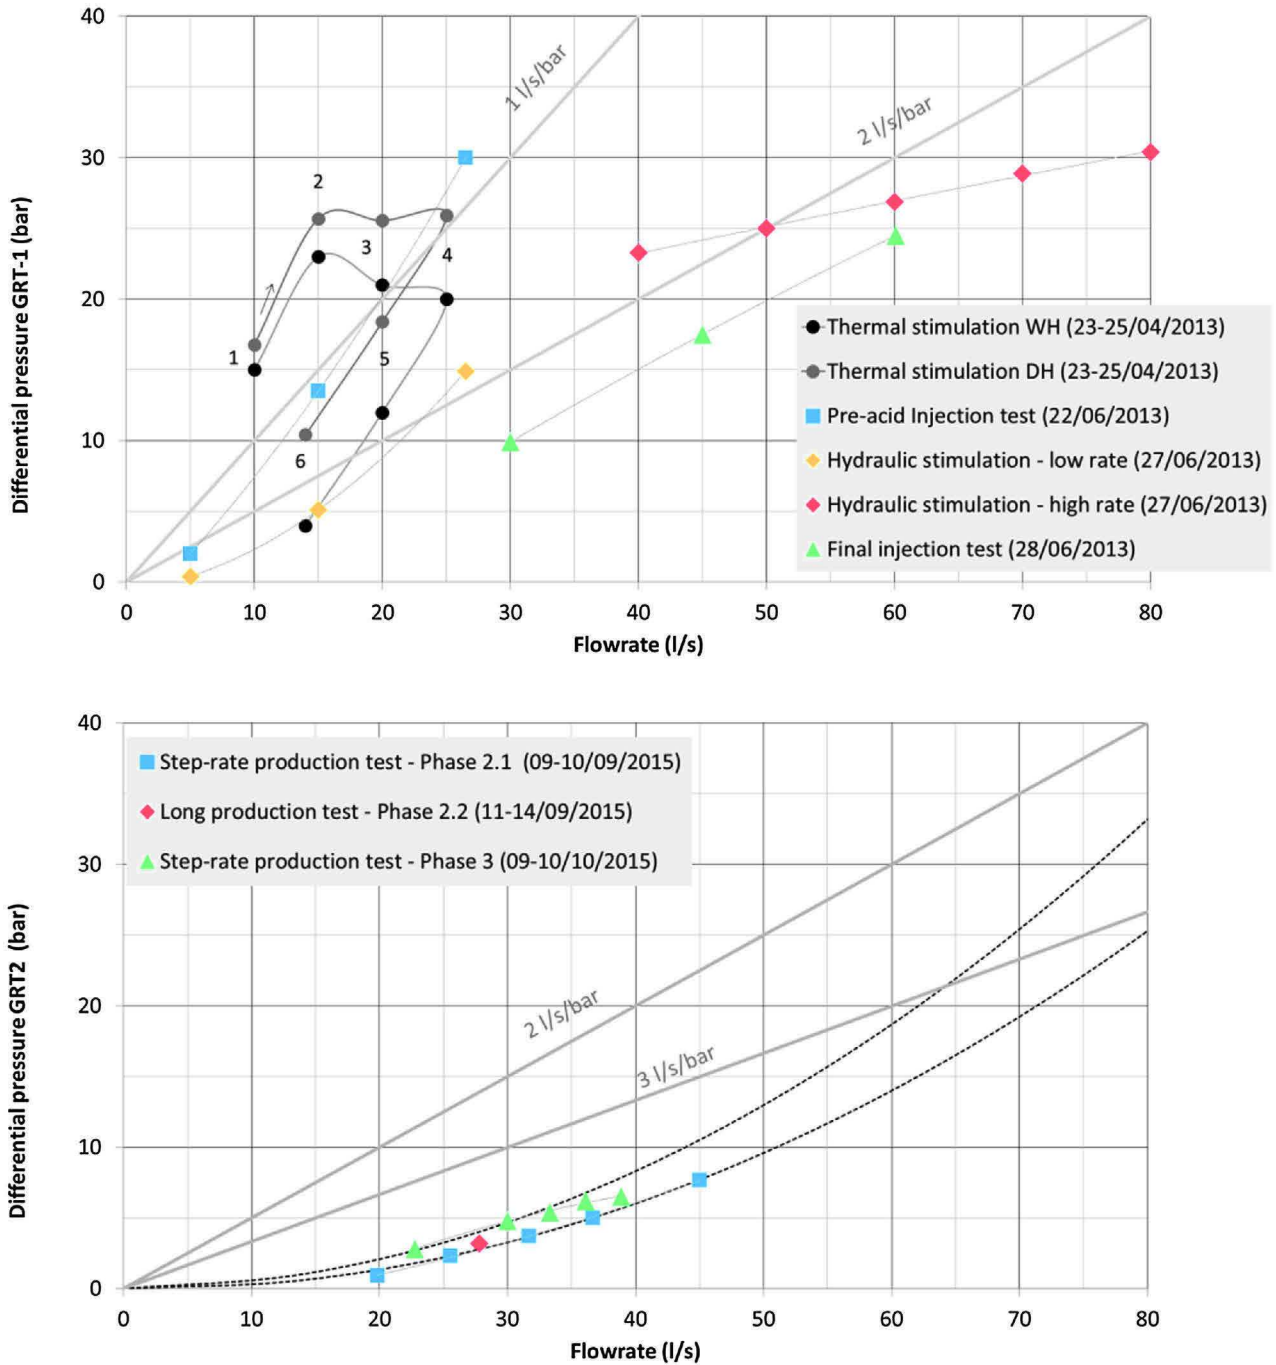 40
30
20
10
0
Differential pressure GRT-1 (bar)
1 l/s/bar
2 l/s/bar
1
2
3
4
5
6
Thermal stimulation WH (23-25/04/2013)
Thermal stimulation DH (23-25/04/2013)
Pre-acid Injection test (22/06/2013)
Hydraulic stimulation - low rate (27/06/2013)
Hydraulic stimulation - high rate (27/06/2013)
Final injection test (28/06/2013)
0 10 20 30 40 50 60 70 80
Flowrate (l/s)
40
30
20
10
0
Differential pressure GRT2 (bar)
Step-rate production test - Phase 2.1 (09-10/09/2015)
Long production test - Phase 2.2 (11-14/09/2015)
Step-rate production test - Phase 3 (09-10/10/2015)
2 l/s/bar
3 l/s/bar
0 10 20 30 40 50 60 70 80
Flowrate (l/s)